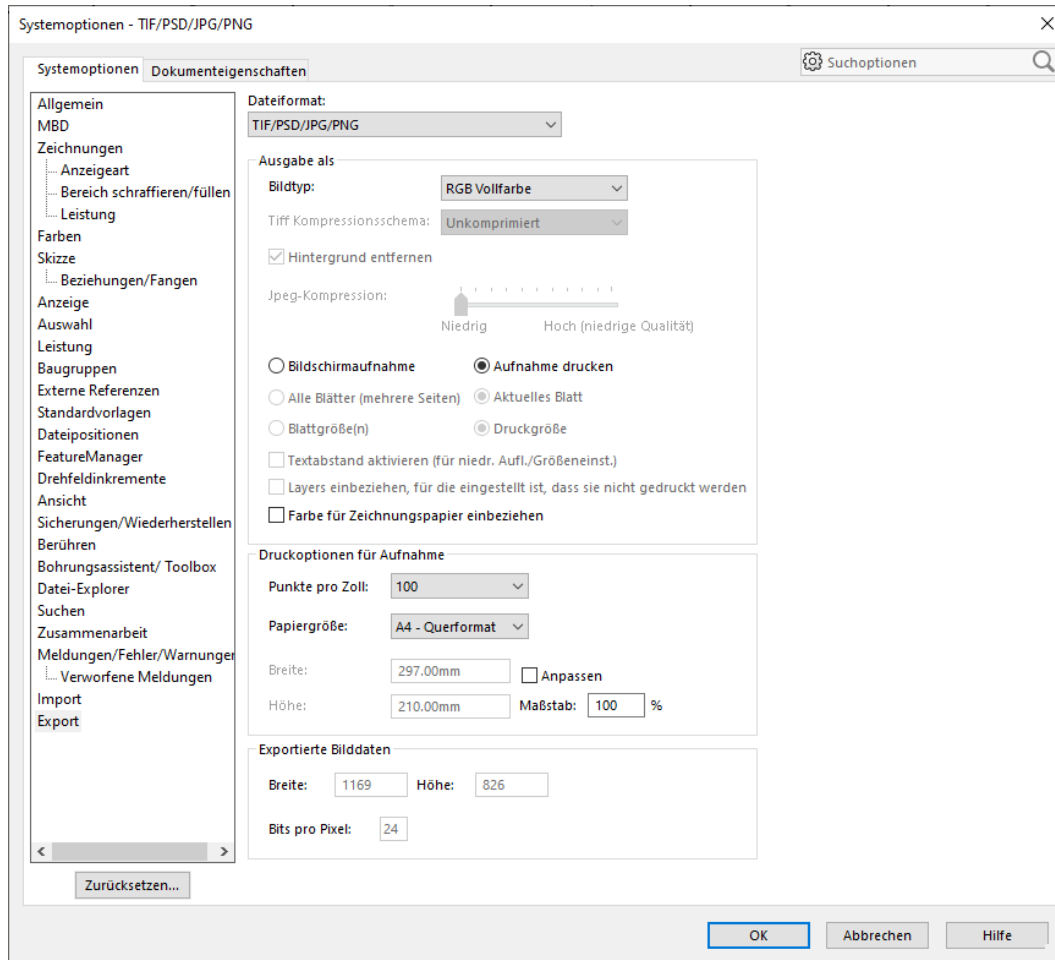 Systemoptionen - TIF/PSD/JPG/PNG
Systemoptionen Dokumenteigenschaften
Suchoptionen
Allgemein
MBD
Zeichnungen
Anzeigeart
Bereich schraffieren/füllen
Leistung
Farben
Skizze
Beziehungen/Fangen
Anzeige
Auswahl
Leistung
Baugruppen
Externe Referenzen
Standardvorlagen
Dateipositionen
FeatureManager
Drehfeldinkremente
Ansicht
Sicherungen/Wiederherstellen
Berühren
Bohrungsassistent/ Toolbox
Datei-Explorer
Suchen
Zusammenarbeit
Meldungen/Fehler/Warnunger
Verworfene Meldungen
Import
Export
Zurücksetzen...
Dateiformat:
TIF/PSD/JPG/PNG
Ausgabe als
Bildtyp: RGB Vollfarbe
Tiff Kompressionsschema: Unkomprimiert
Hintergrund entfernen
Jpeg-Kompression:
Niedrig Hoch (niedrige Qualität)
Bildschirmaufnahme Aufnahme drucken
Alle Blätter (mehrere Seiten) Aktuelles Blatt
Blattgröße(n) Druckgröße
Textabstand aktivieren (für niedr. Aufl./Größeneinst.)
Layers einbeziehen, für die eingestellt ist, dass sie nicht gedruckt werden
Farbe für Zeichnungspapier einbeziehen
Druckoptionen für Aufnahme
Punkte pro Zoll: 100
Papiergröße: A4 - Querformat
Breite: 297.00mm Anpassen
Höhe: 210.00mm Maßstab: 100 %
Exportierte Bilddaten
Breite: 1169 Höhe: 826
Bits pro Pixel: 24
OK Abbrechen Hilfe